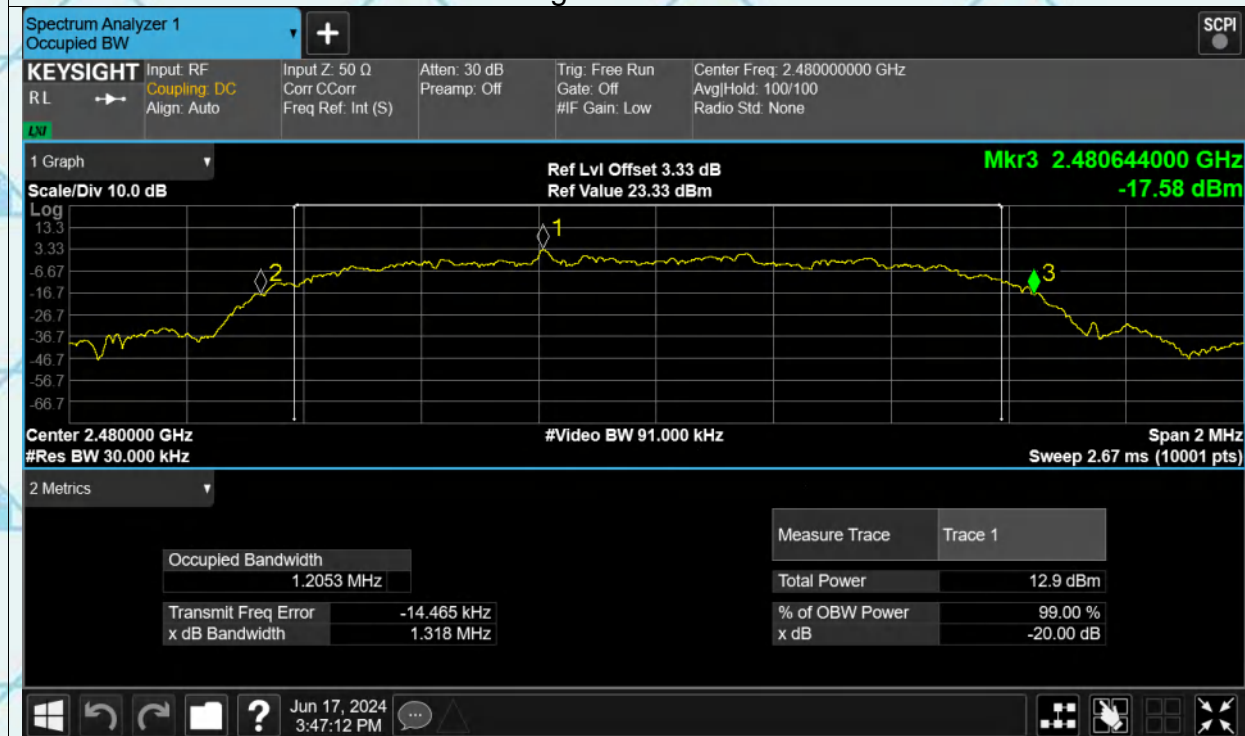 Spectrum Analyzer 1
Occupied BW
+
SCPI
KEYSIGHT
RL
LXI
Input: RF
Coupling: DC
Align: Auto
Input Z: 50 Ω
Corr CCorr
Freq Ref: Int (S)
Atten: 30 dB
Preamp: Off
Trig: Free Run
Gate: Off
#IF Gain: Low
Center Freq: 2.480000000 GHz
Avg|Hold: 100/100
Radio Std: None
1 Graph
Scale/Div 10.0 dB
Ref Lvl Offset 3.33 dB
Ref Value 23.33 dBm
Mkr3 2.480644000 GHz
-17.58 dBm
Log
13.3
3.33
-6.67
-16.7
-26.7
-36.7
-46.7
-56.7
-66.7
1
2
3
Center 2.480000 GHz
#Video BW 91.000 kHz
Span 2 MHz
#Res BW 30.000 kHz
Sweep 2.67 ms (10001 pts)
2 Metrics
Measure Trace Trace 1
Occupied Bandwidth
1.2053 MHz
Total Power 12.9 dBm
Transmit Freq Error -14.465 kHz
% of OBW Power 99.00 %
x dB Bandwidth 1.318 MHz
x dB -20.00 dB
?
Jun 17, 2024
3:47:12 PM